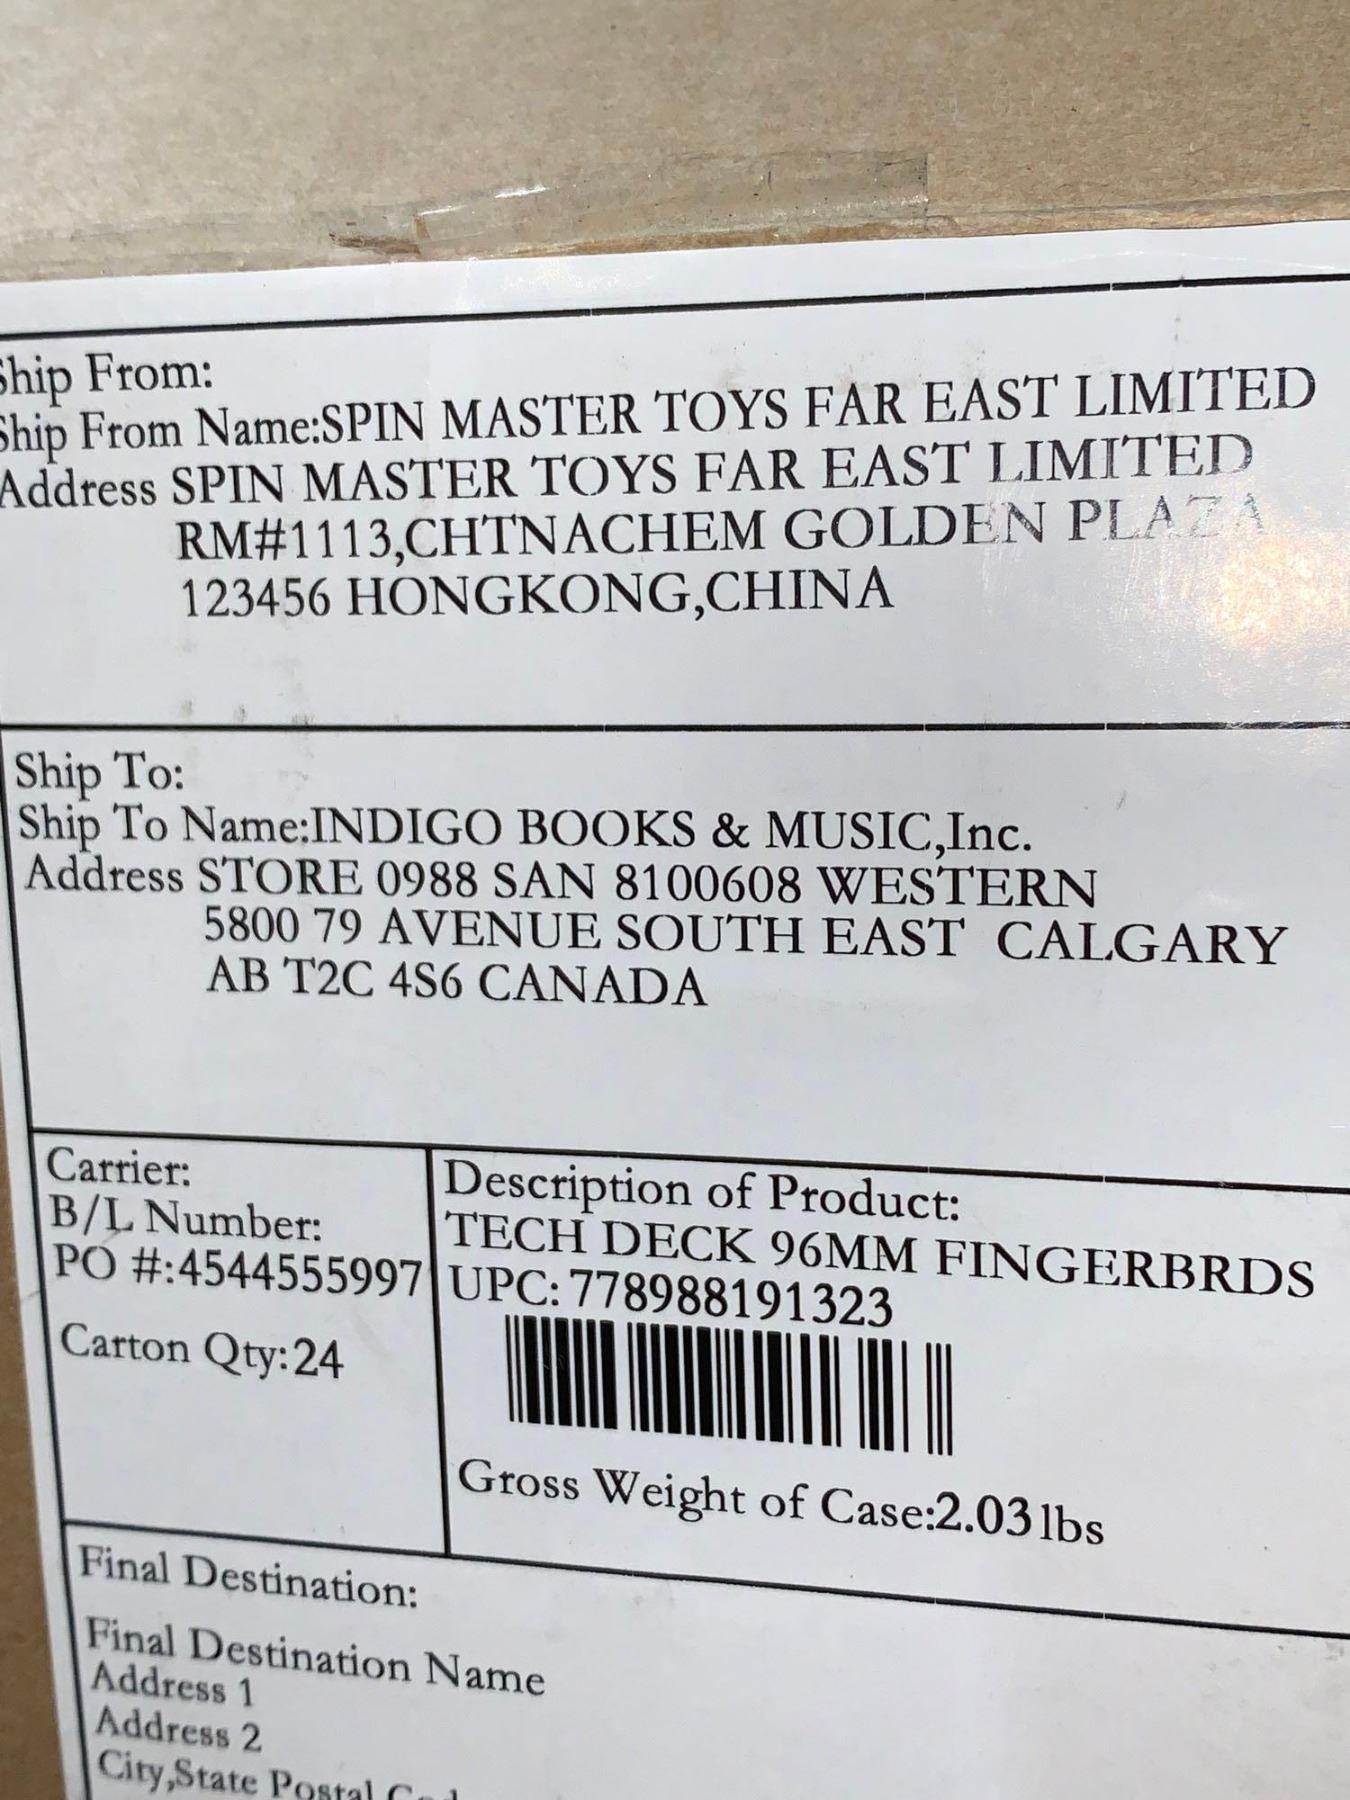 Ship From:
Ship From Name:SPIN MASTER TOYS FAR EAST LIMITED
Address SPIN MASTER TOYS FAR EAST LIMITED
RM#1113,CHTNACHEM GOLDEN PLAZA
123456 HONGKONG,CHINA
Ship To:
Ship To Name:INDIGO BOOKS & MUSIC,Inc.
Address STORE 0988 SAN 8100608 WESTERN
5800 79 AVENUE SOUTH EAST CALGARY
AB T2C 4S6 CANADA
Carrier:
B/L Number:
PO #:4544555997
Carton Qty:24
Description of Product:
TECH DECK 96MM FINGERBRDS
UPC: 778988191323
Gross Weight of Case:2.03 lbs
Final Destination:
Final Destination Name
Address 1
Address 2
City,State Postal